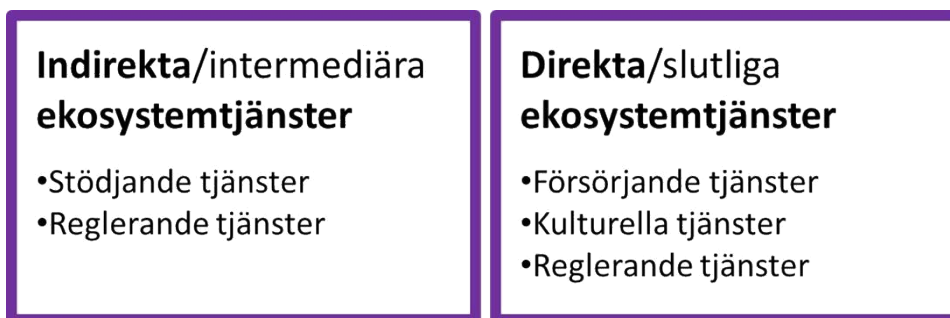 Indirekta/intermediära
ekosystemtjänster
•Stödjande tjänster
•Reglerande tjänster
Direkta/slutliga
ekosystemtjänster
•Försörjande tjänster
•Kulturella tjänster
•Reglerande tjänster